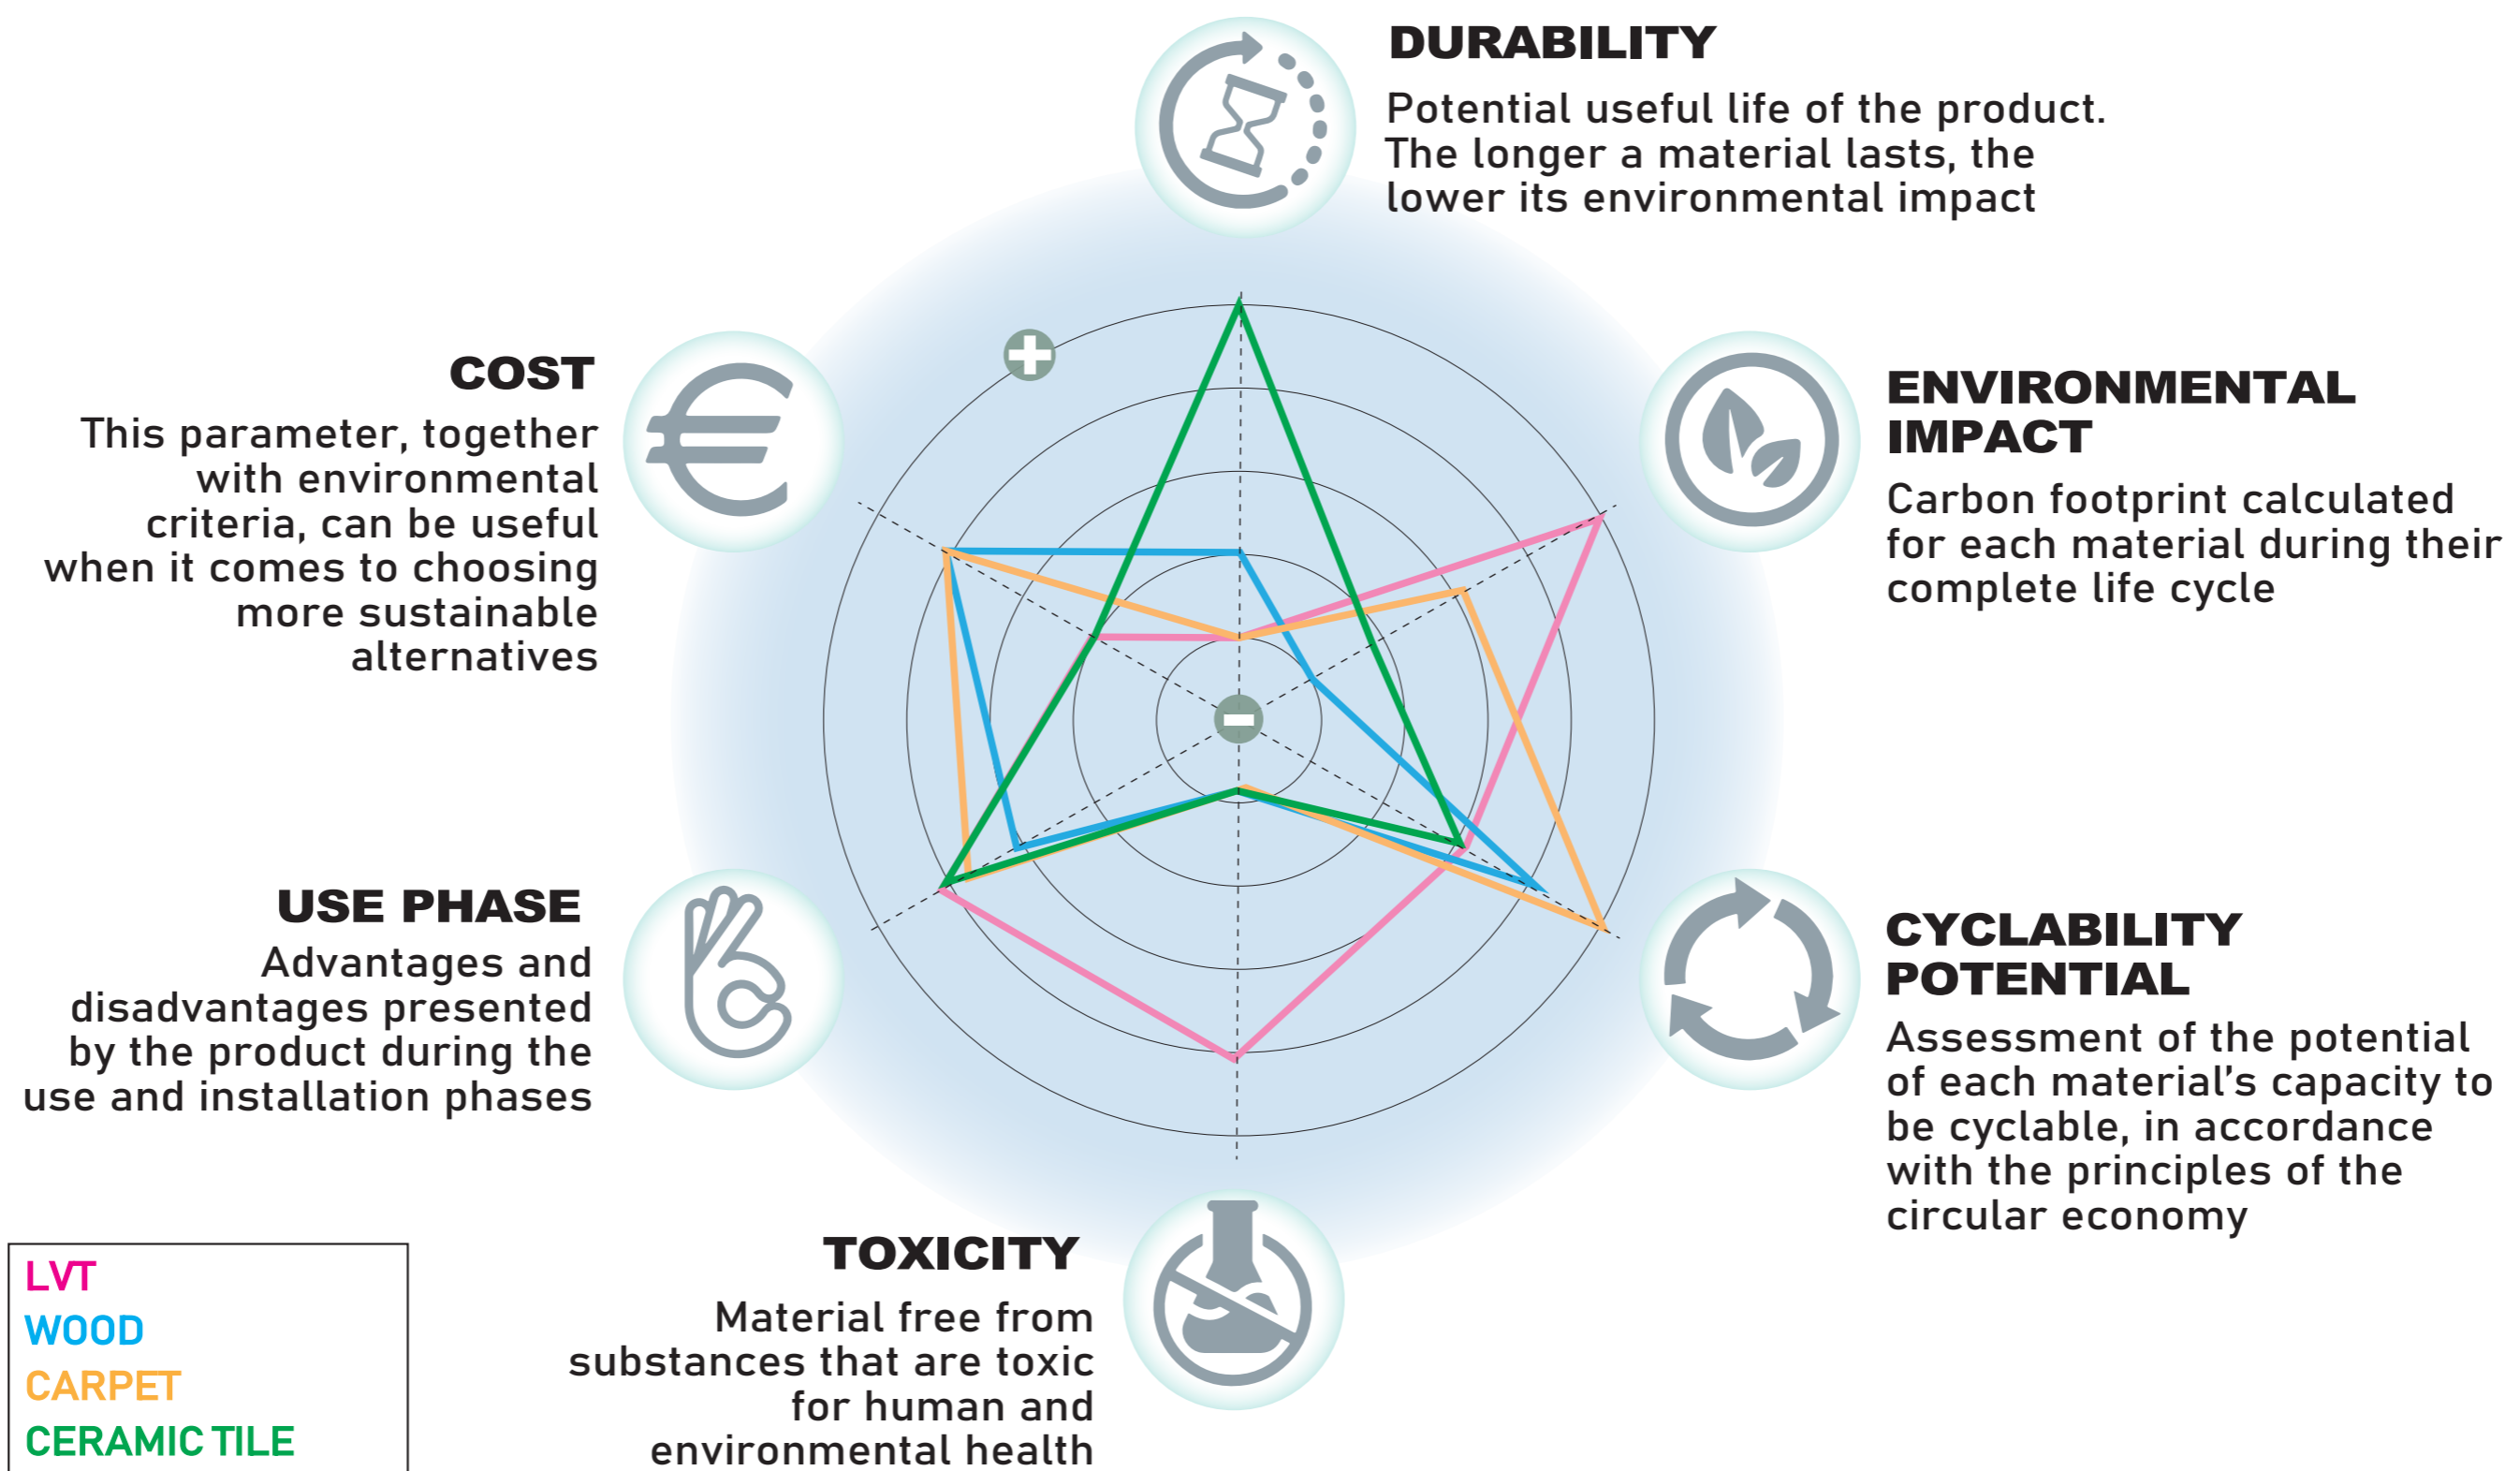 DURABILITY
Potential useful life of the product.
The longer a material lasts, the
lower its environmental impact
COST
This parameter, together
with environmental
criteria, can be useful
when it comes to choosing
more sustainable
alternatives
ENVIRONMENTAL
IMPACT
Carbon footprint calculated
for each material during their
complete life cycle
USE PHASE
Advantages and
disadvantages presented
by the product during the
use and installation phases
CYCLABILITY
POTENTIAL
Assessment of the potential
of each material’s capacity to
be cyclable, in accordance
with the principles of the
circular economy
TOXICITY
Material free from
substances that are toxic
for human and
environmental health
LVT
WOOD
CARPET
CERAMIC TILE